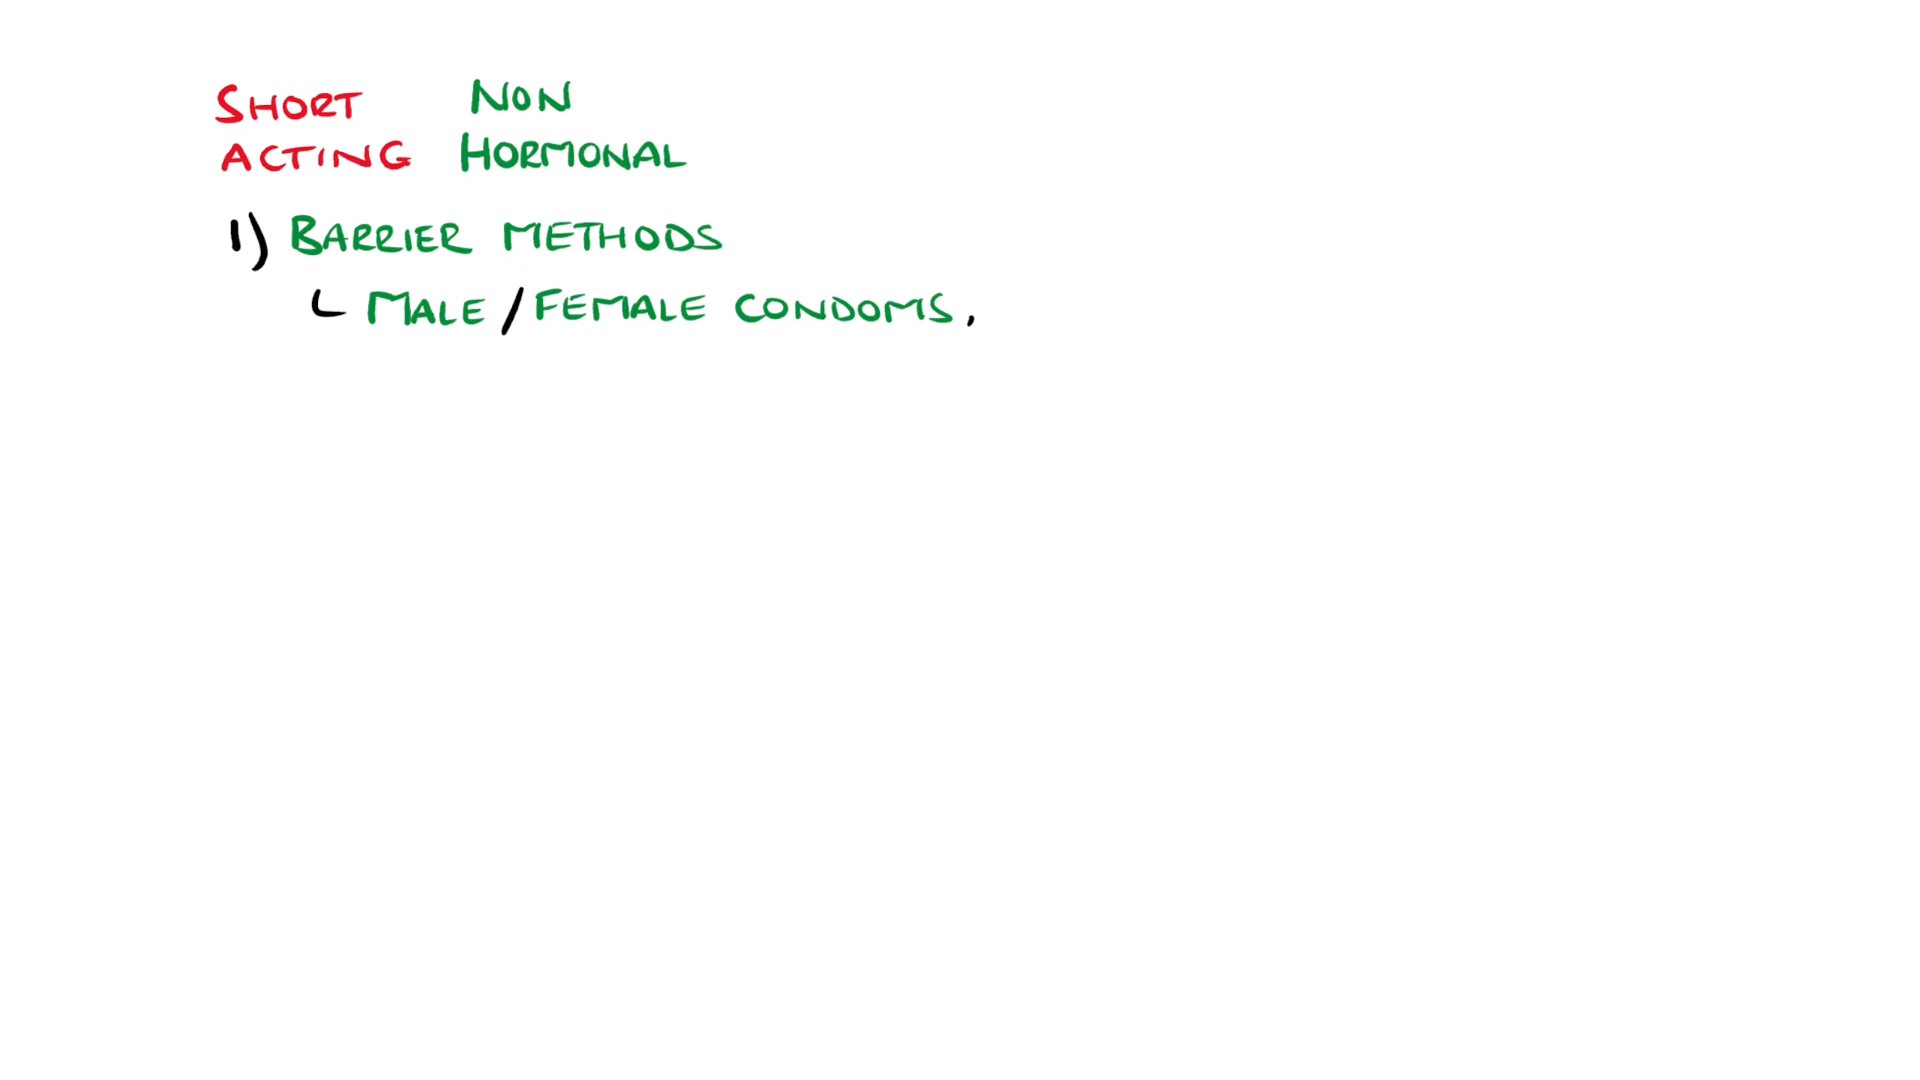 SHORT NON
ACTING HORMONAL
1) BARRIER METHODS
MALE / FEMALE CONDOMS,